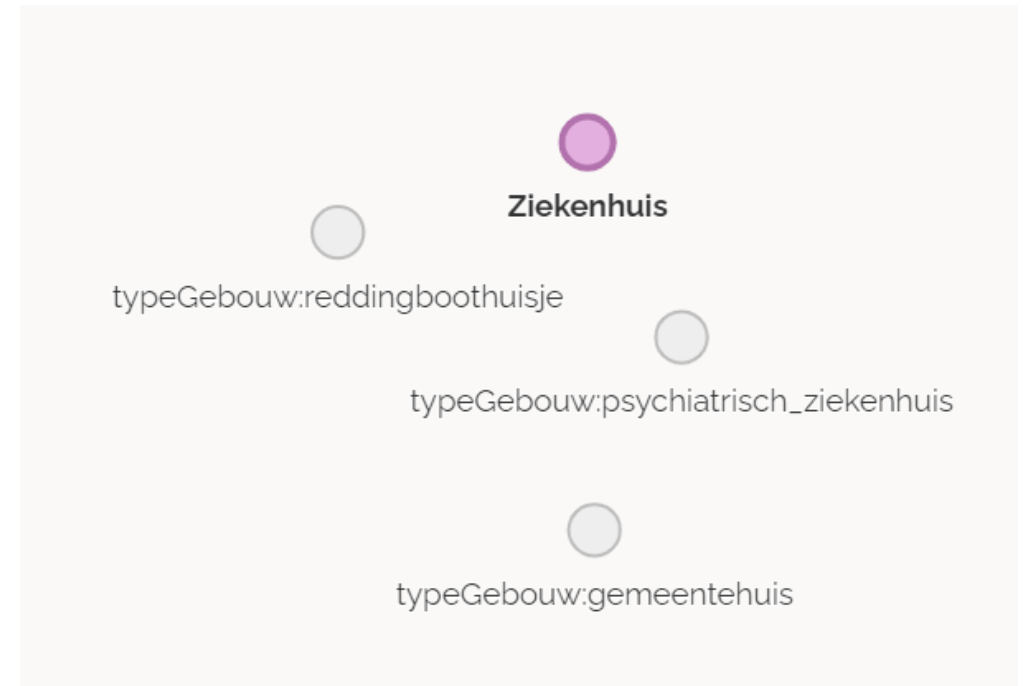 Ziekenhuis
typeGebouw:reddingboothuisje
typeGebouw:psychiatrisch_ziekenhuis
typeGebouw:gemeentehuis